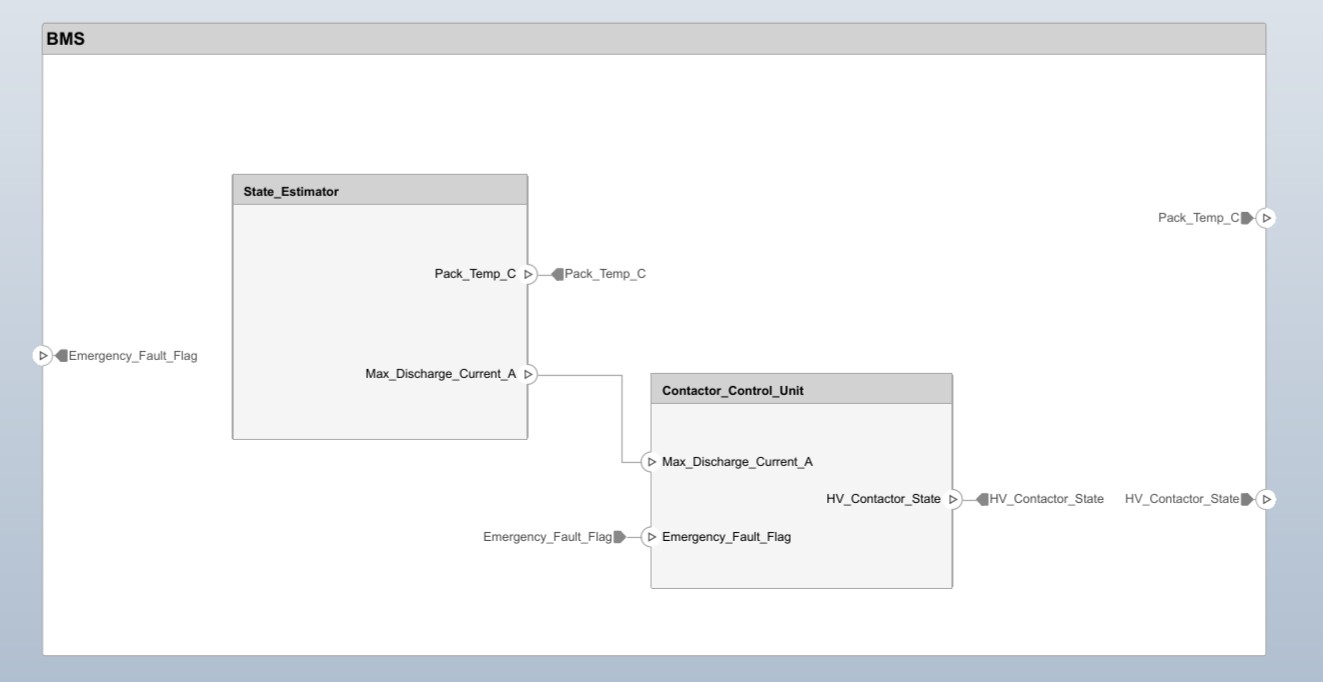 BMS
State_Estimator
Pack_Temp_C
Pack_Temp_C
Pack_Temp_C
Emergency_Fault_Flag
Max_Discharge_Current_A
Contactor_Control_Unit
Max_Discharge_Current_A
HV_Contactor_State
HV_Contactor_State
HV_Contactor_State
Emergency_Fault_Flag
Emergency_Fault_Flag